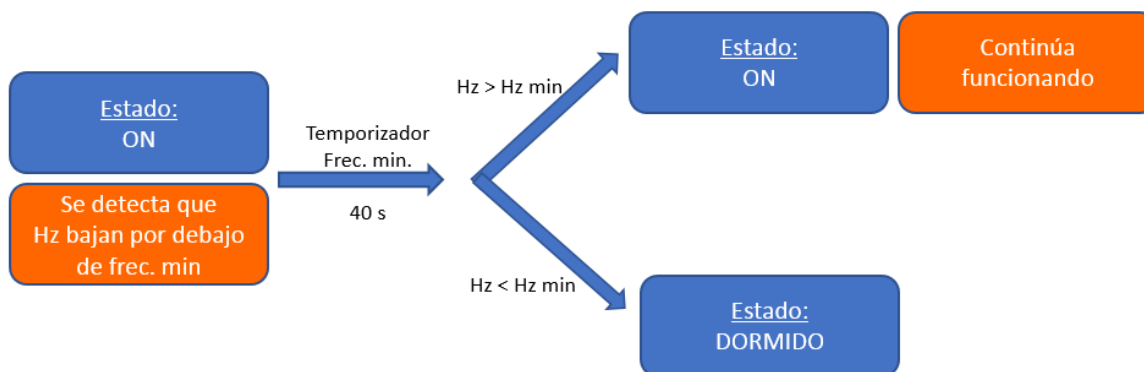 Estado:
ON
Se detecta que
Hz bajan por debajo
de frec. min
Temporizador
Frec. min.
40 s
Hz > Hz min
Estado:
ON
Continúa
funcionando
Hz < Hz min
Estado:
DORMIDO